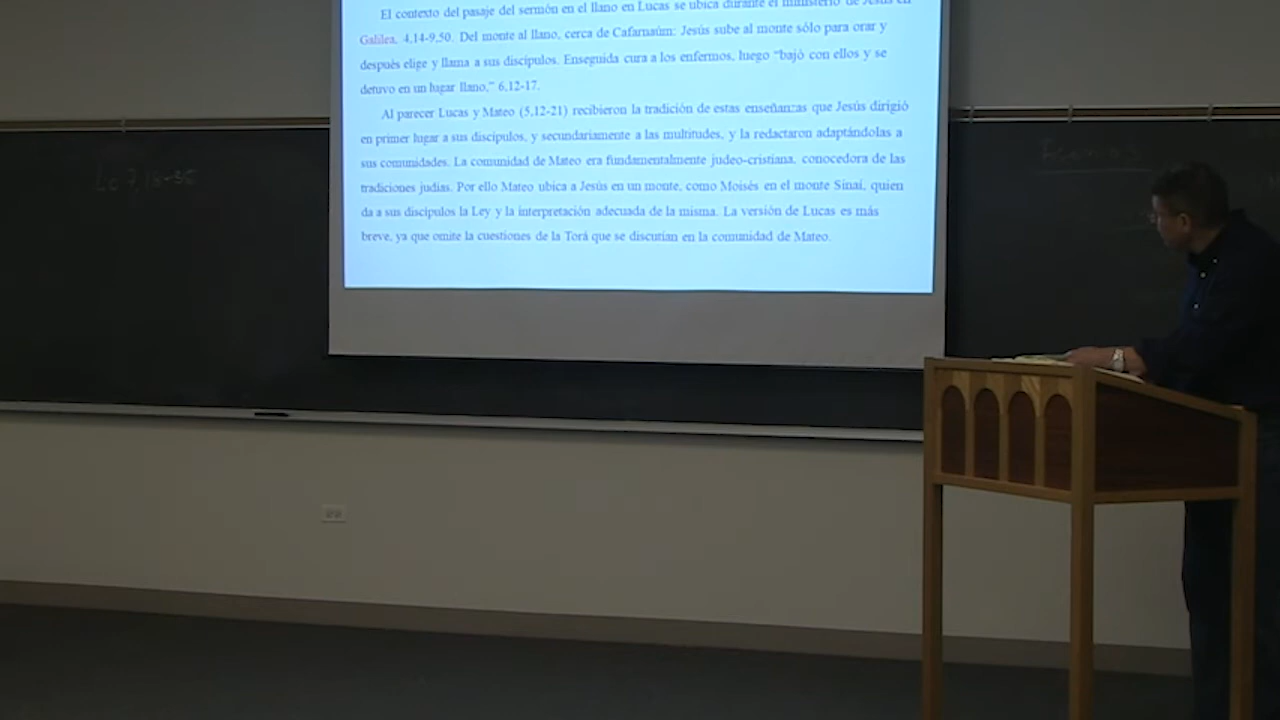 El contexto del pasaje del sermón en el llano en Lucas se ubica durante el ministerio de Jesús en
Galilea, 4,14-9,50. Del monte al llano, cerca de Cafarnaúm: Jesús sube al monte sólo para orar y
después elige y llama a sus discípulos. Enseguida cura a los enfermos, luego “bajó con ellos y se
detuvo en un lugar llano,” 6,12-17.
Al parecer Lucas y Mateo (5,12-21) recibieron la tradición de estas enseñanzas que Jesús dirigió
en primer lugar a sus discípulos, y secundariamente a las multitudes, y la redactaron adaptándolas a
sus comunidades. La comunidad de Mateo era fundamentalmente judeo-cristiana, conocedora de las
tradiciones judías. Por ello Mateo ubica a Jesús en un monte, como Moisés en el monte Sinaí, quien
da a sus discípulos la Ley y la interpretación adecuada de la misma. La versión de Lucas es más
breve, ya que omite la cuestiones de la Torá que se discutían en la comunidad de Mateo.
Lc 7,18-35